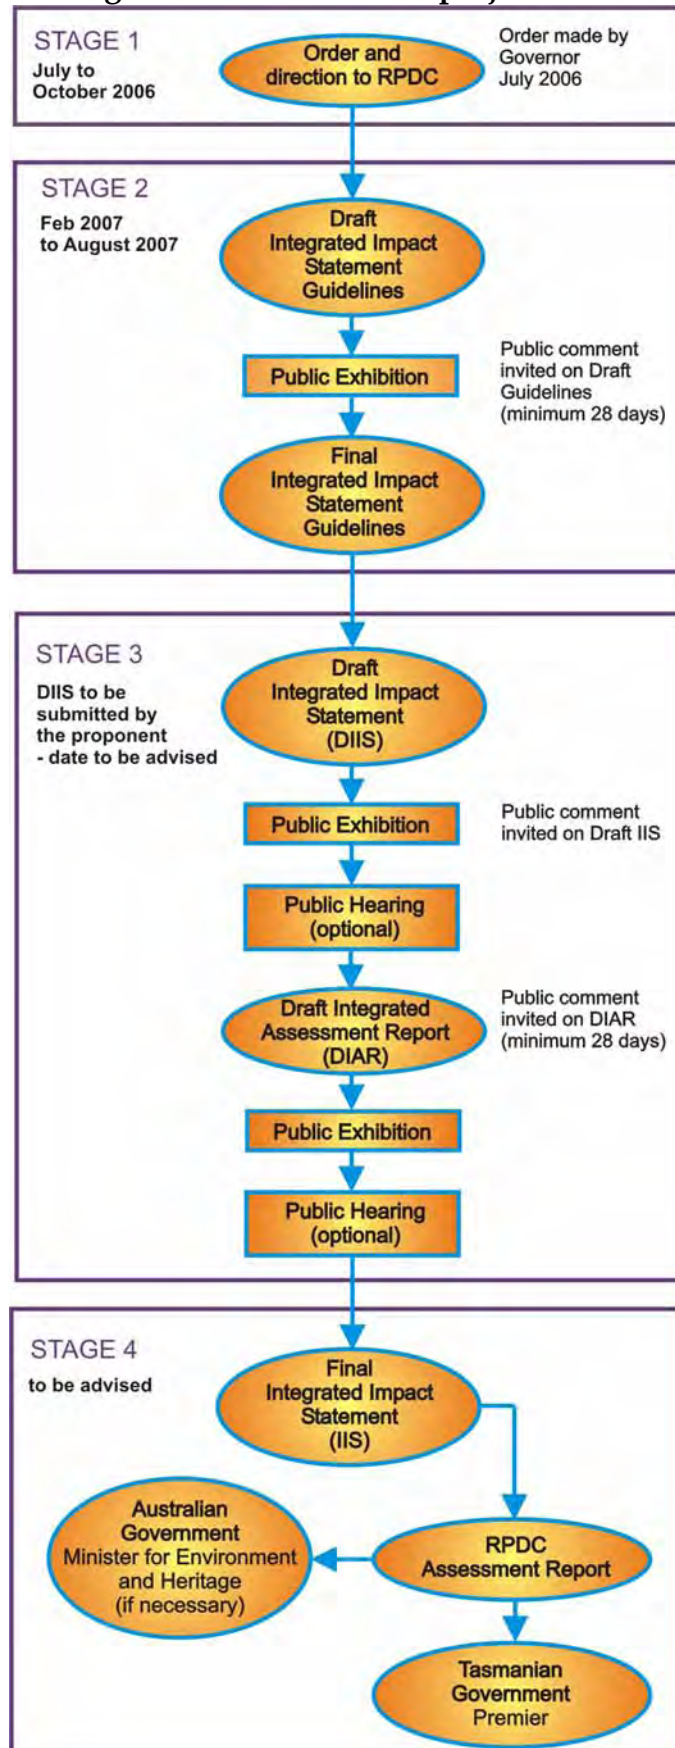 STAGE 1
July to
October 2006
Order and
direction to RPDC
Order made by
Governor
July 2006
STAGE 2
Feb 2007
to August 2007
Draft
Integrated Impact
Statement
Guidelines
Public Exhibition
Public comment
invited on Draft
Guidelines
(minimum 28 days)
Final
Integrated Impact
Statement
Guidelines
STAGE 3
DIIS to be
submitted by
the proponent
- date to be advised
Draft
Integrated Impact
Statement
(DIIS)
Public Exhibition
Public comment
invited on Draft IIS
Public Hearing
(optional)
Draft Integrated
Assessment Report
(DIAR)
Public comment
invited on DIAR
(minimum 28 days)
Public Exhibition
Public Hearing
(optional)
STAGE 4
to be advised
Final
Integrated Impact
Statement
(IIS)
Australian
Government
Minister for Environment
and Heritage
(if necessary)
RPDC
Assessment Report
Tasmanian
Government
Premier